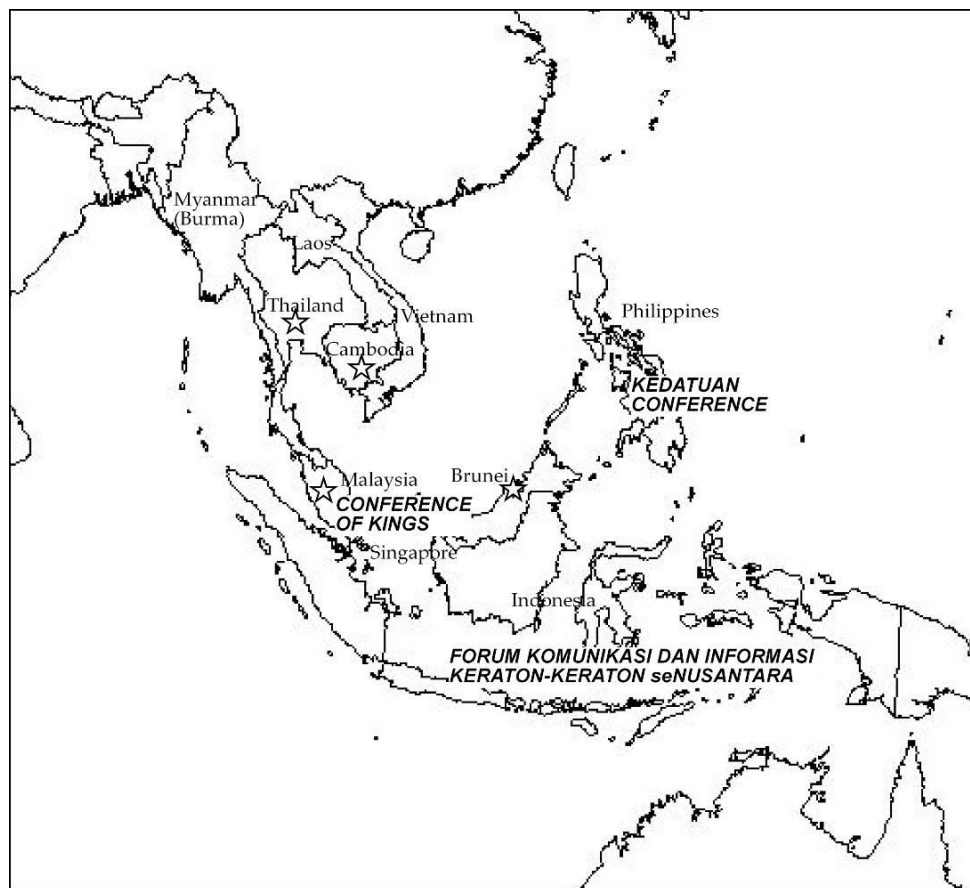 Myanmar
(Burma)
Laos
Thailand
Vietnam
Cambodia
Philippines
KEDATUAN
CONFERENCE
Malaysia
CONFERENCE
OF KINGS
Brunei
Singapore
Indonesia
FORUM KOMUNIKASI DAN INFORMASI
KERATON-KERATON seNUSANTARA